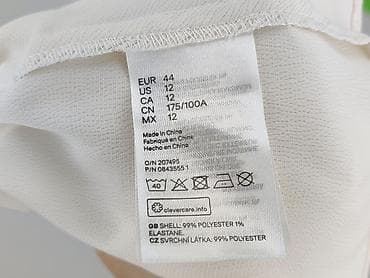 EUR 44
US 12
CA 12
CN 175/100A
MX 12
Made in China
Fabriqué en Chine
Hecho en China
O/N 207495
P/N 0843555 1
40
clevercare.info
GB SHELL: 99% POLYESTER 1%
ELASTANE.
CZ SVRCHNÍ LÁTKA: 99% POLYESTER